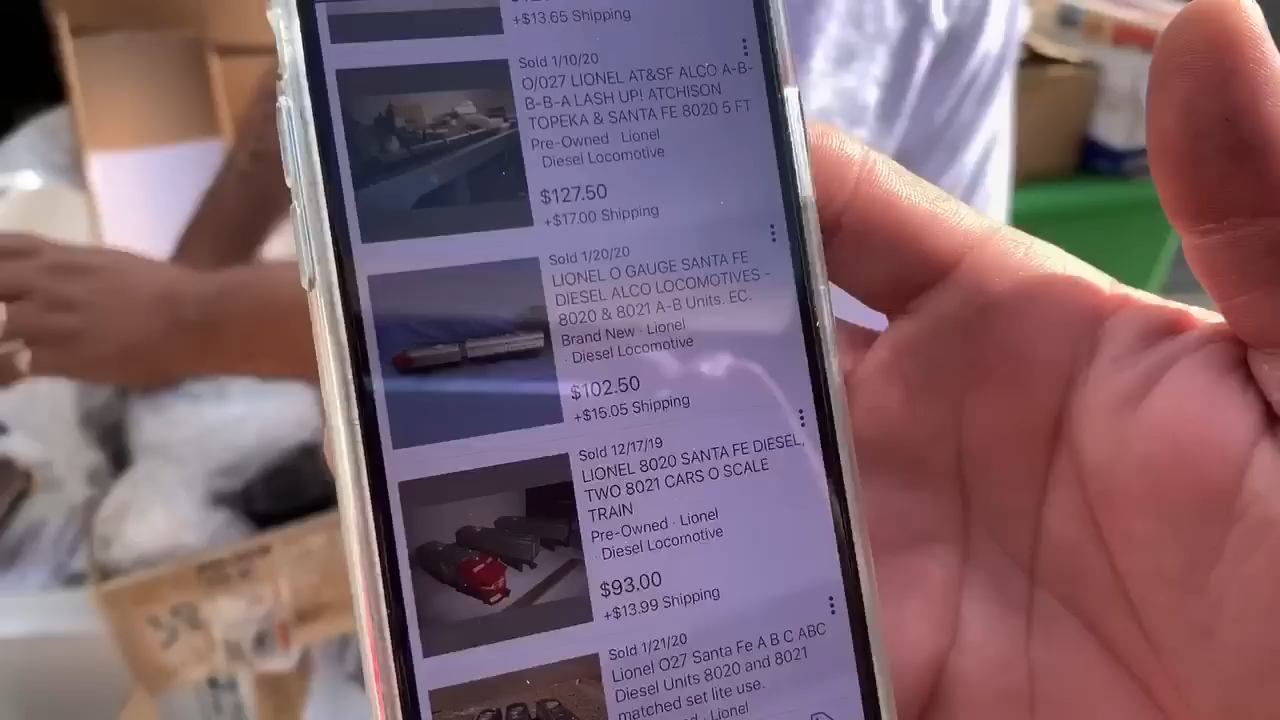 +$13.65 Shipping
Sold 1/10/20
O/027 LIONEL AT&SF ALCO A-B-
B-B-A LASH UP! ATCHISON
TOPEKA & SANTA FE 8020 5 FT
Pre-Owned · Lionel
· Diesel Locomotive
$127.50
+$17.00 Shipping
Sold 1/20/20
LIONEL O GAUGE SANTA FE
DIESEL ALCO LOCOMOTIVES -
8020 & 8021 A-B Units. EC.
Brand New · Lionel
· Diesel Locomotive
$102.50
+$15.05 Shipping
Sold 12/17/19
LIONEL 8020 SANTA FE DIESEL,
TWO 8021 CARS O SCALE
TRAIN
Pre-Owned · Lionel
· Diesel Locomotive
$93.00
+$13.99 Shipping
Sold 1/21/20
Lionel O27 Santa Fe A B C ABC
Diesel Units 8020 and 8021
matched set lite use.
· Lionel